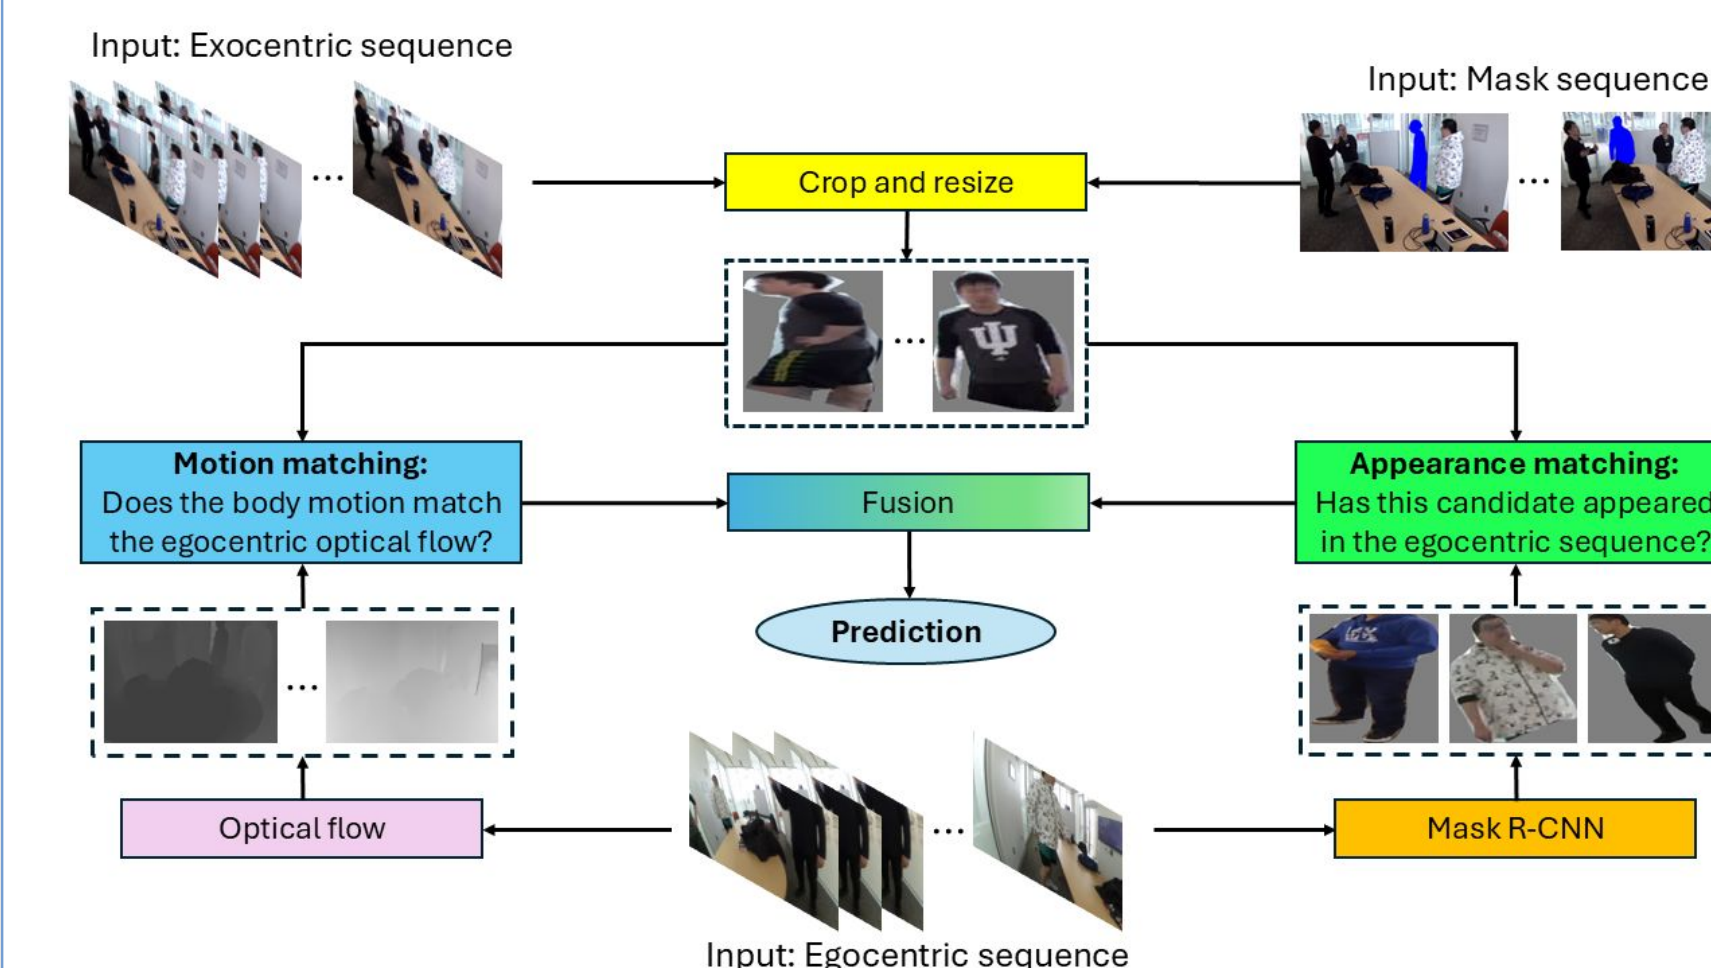 Input: Exocentric sequence
Input: Mask sequence
Crop and resize
Motion matching:
Does the body motion match
the egocentric optical flow?
Fusion
Appearance matching:
Has this candidate appeared
in the egocentric sequence?
Prediction
Optical flow
Mask R-CNN
Input: Egocentric sequence